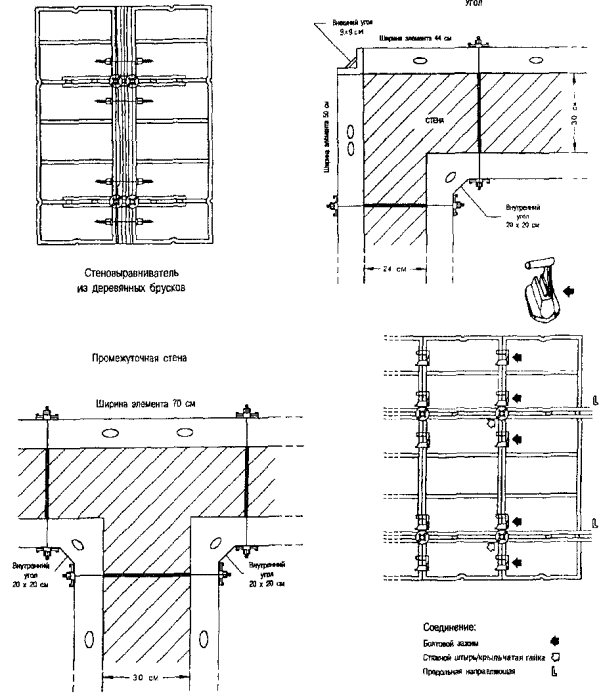 Угол
Внешний угол
9×9 см
Ширина элемента 44 см
Ширина элемента 50 см
СТЕНА
30 см
Внутренний
угол
20 x 20 см
24 см
Стеновыравниватель
из деревянных брусков
Промежуточная стена
Ширина элемента 70 см
Внутренний
угол
20 x 20 см
Внутренний
угол
20 x 20 см
30 см
L
L
Соединение:
Болтовой зажим
Стяжной штырь/крыльчатая гайка
Продольная направляющая L